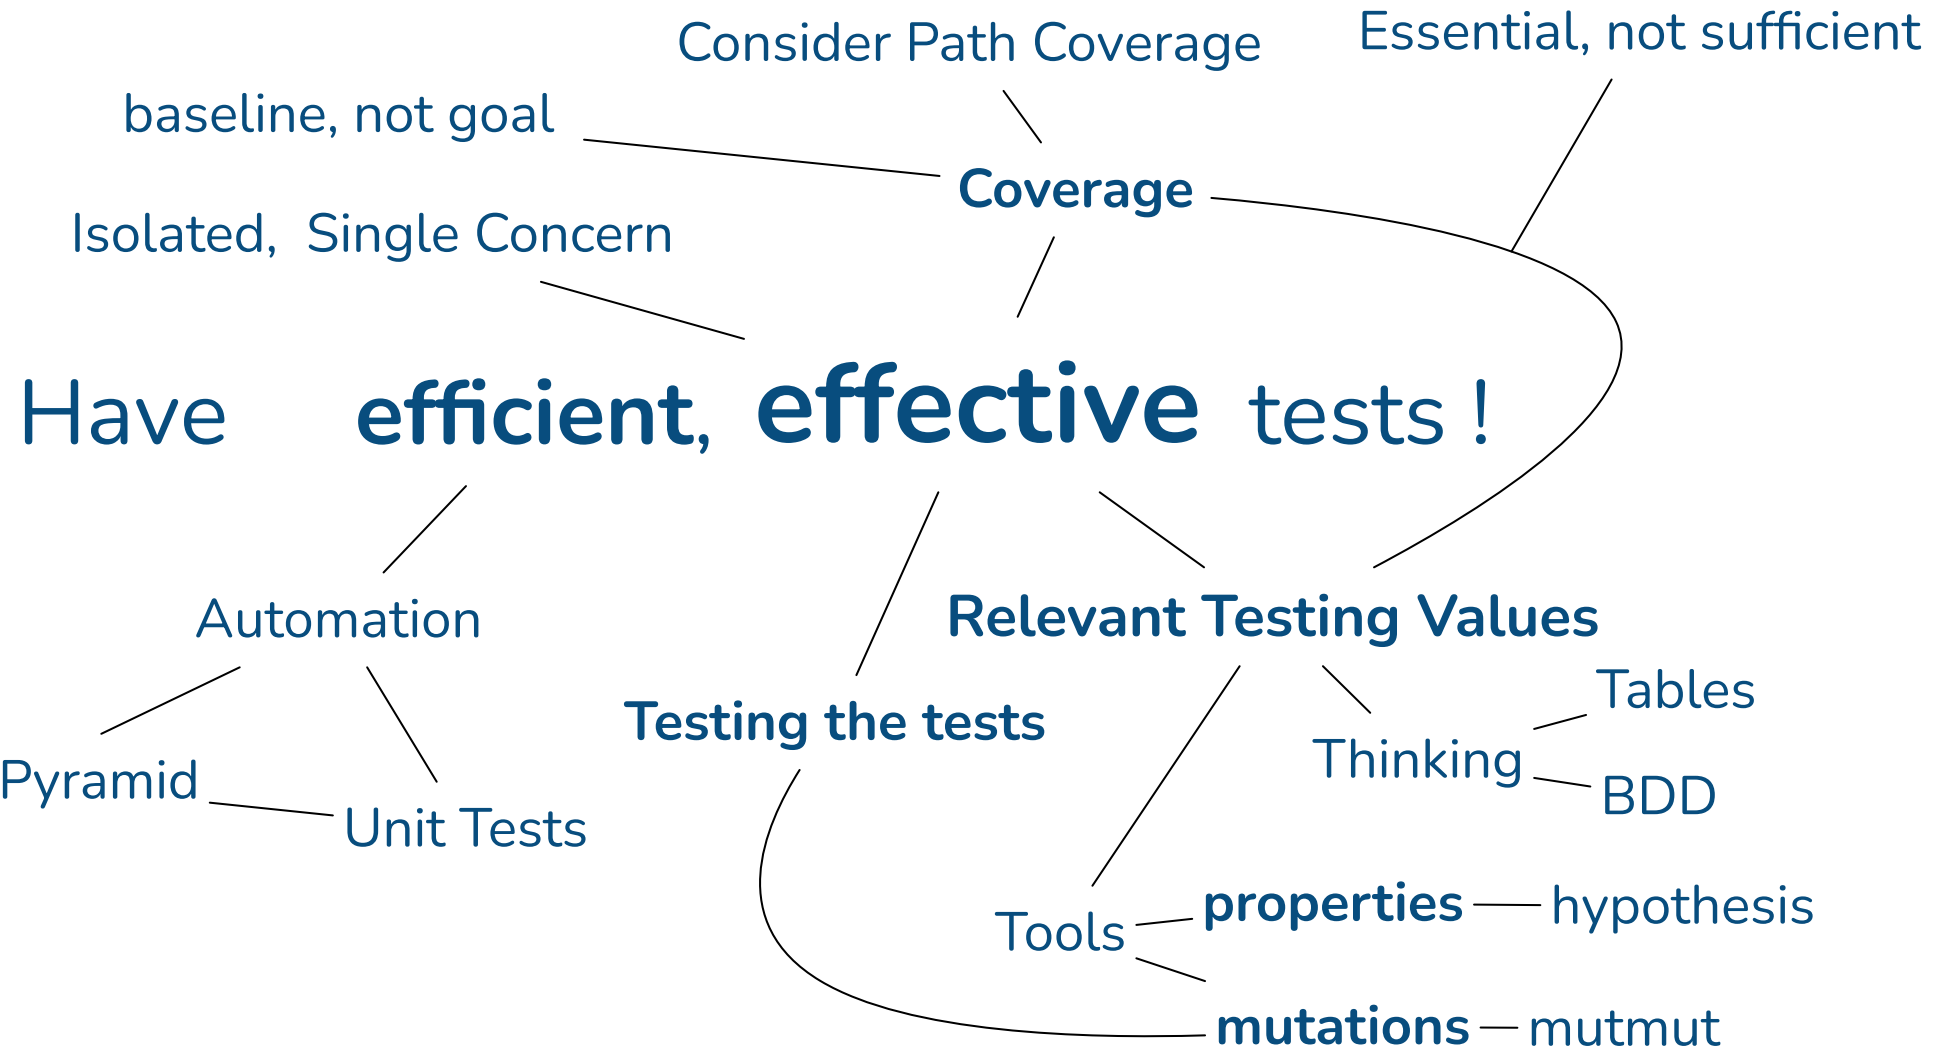 Essential, not sufficient
Consider Path Coverage
baseline, not goal
Coverage
Isolated,  Single Concern
Have efficient, effective tests !
Automation
Relevant Testing Values
Testing the tests
Tables
Thinking
Pyramid
BDD
Unit Tests
properties
hypothesis
Tools
mutations
mutmut